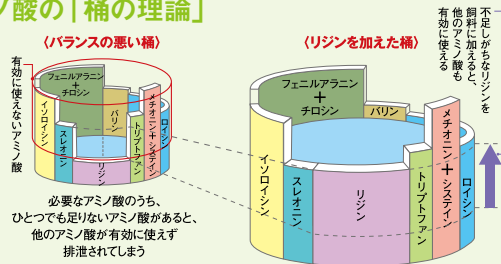 ノ酸の「桶の理論」
〈バランスの悪い桶〉
有効に使えないアミノ酸
フェニルアラニン
＋
チロシン
バリン
イソロイシン
スレオニン
リジン
トリプトファン
メチオニン＋システイン
ロイシン
必要なアミノ酸のうち、
ひとつでも足りないアミノ酸があると、
他のアミノ酸が有効に使えず
排泄されてしまう
〈リジンを加えた桶〉
フェニルアラニン
＋
チロシン
バリン
イソロイシン
スレオニン
リジン
トリプトファン
メチオニン＋システイン
ロイシン
不足しがちなリジンを
飼料に加えると、
他のアミノ酸も
有効に使える